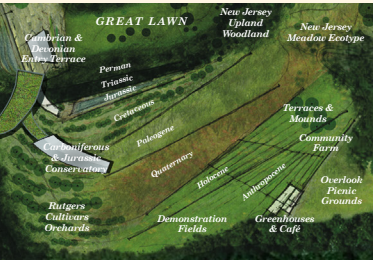 GREAT LAWN
New Jersey
Upland
Woodland
New Jersey
Meadow Ecotype
Cambrian &
Devonian
Entry Terrace
Perman
Triassic
Jurassic
Cretaceous
Paleogene
Quaternary
Holocene
Anthropocene
Terraces &
Mounds
Community
Farm
Carboniferous
& Jurassic
Conservatory
Overlook
Picnic
Grounds
Rutgers
Cultivars
Orchards
Demonstration
Fields
Greenhouses
& Café